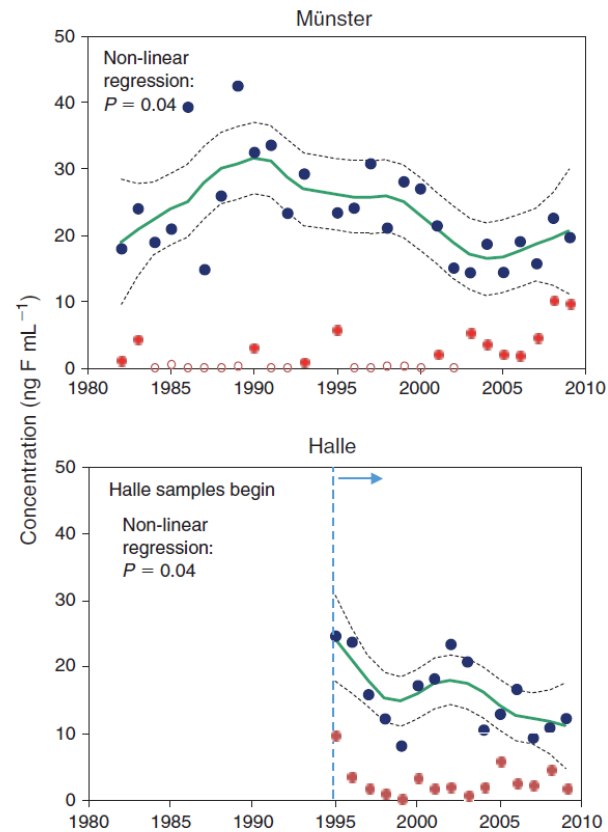 Münster
50
Non-linear
regression:
P = 0.04
40
30
20
10
0
1980
1985
1990
1995
2000
2005
2010
Concentration (ng F mL⁻¹)
Halle
50
Halle samples begin
Non-linear
regression:
P = 0.04
40
30
20
10
0
1980
1985
1990
1995
2000
2005
2010